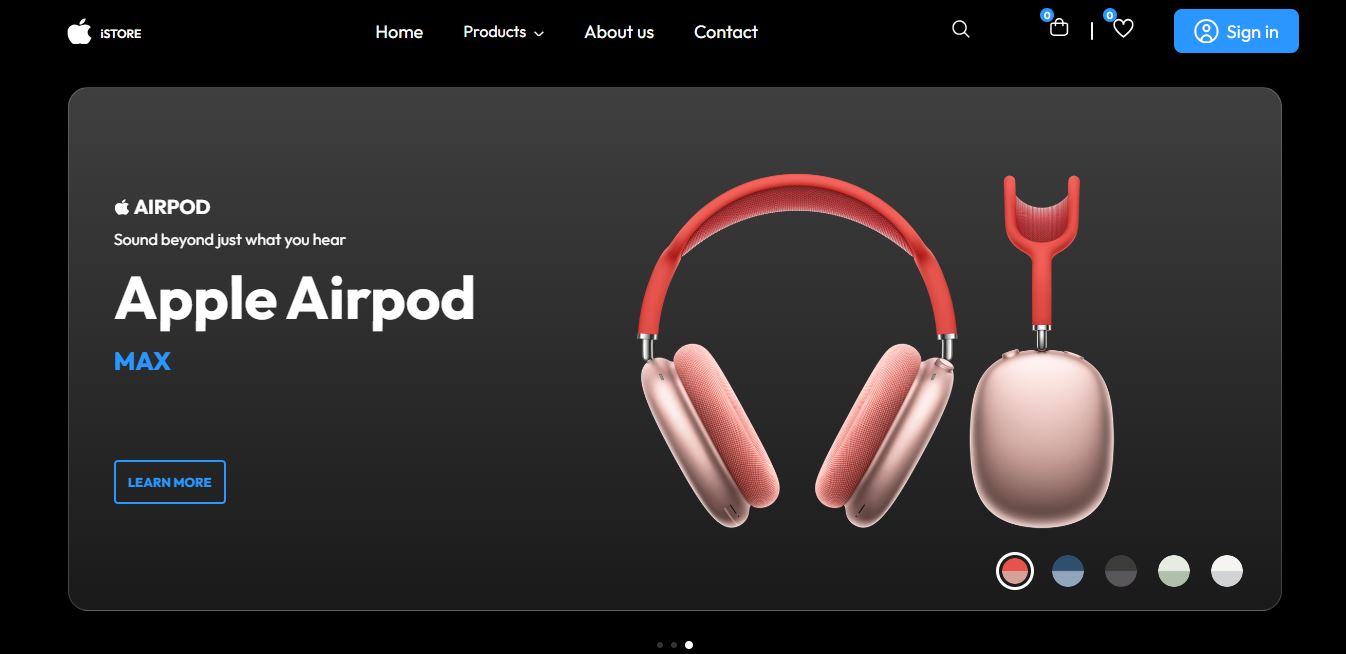 iSTORE
Home
Products
About us
Contact
0
0
Sign in
AIRPOD
Sound beyond just what you hear
Apple Airpod
MAX
LEARN MORE